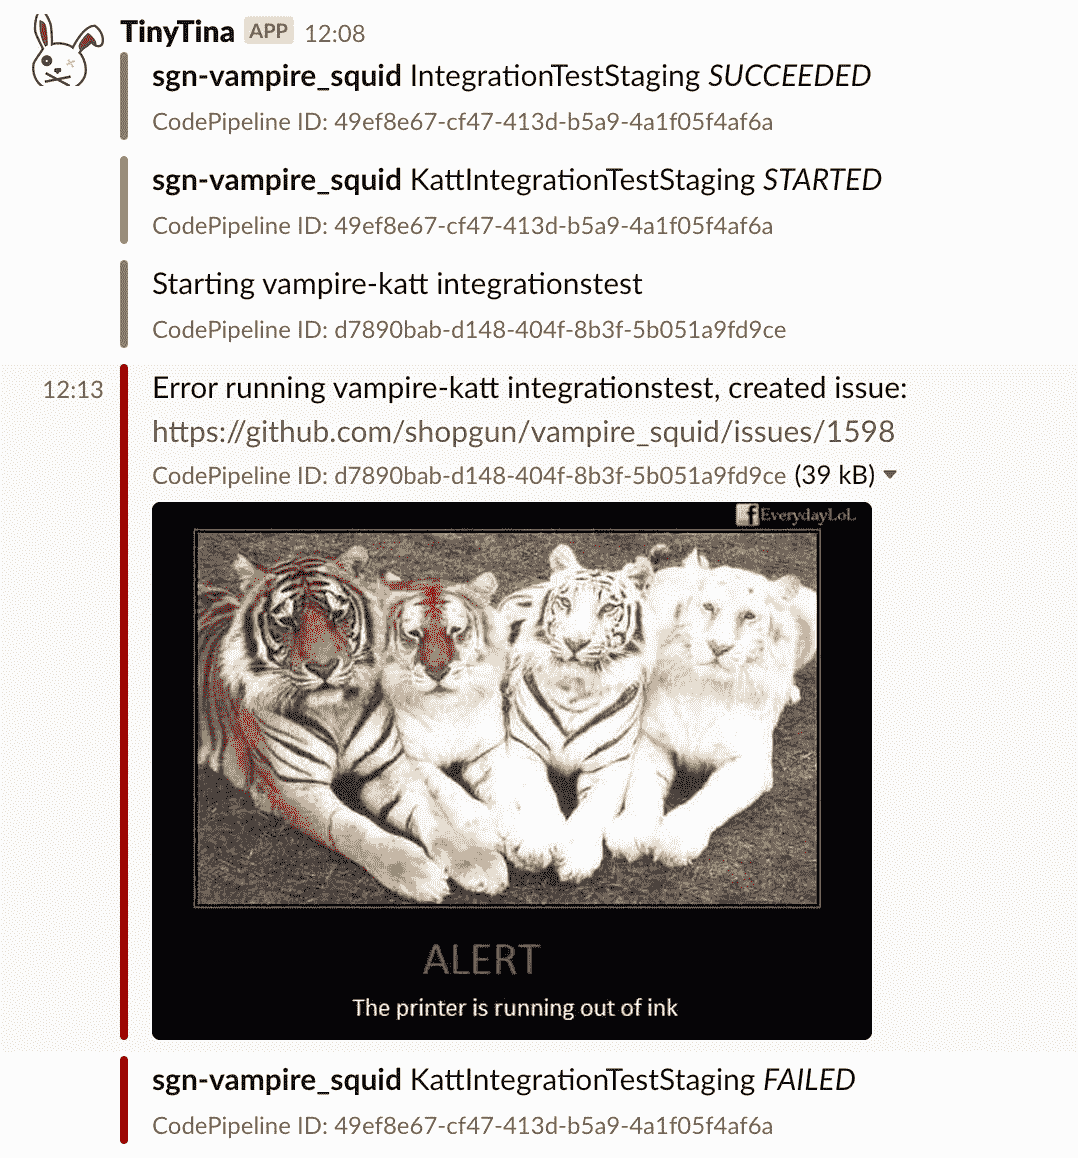 TinyTina APP 12:08
sgn-vampire_squid IntegrationTestStaging SUCCEEDED
CodePipeline ID: 49ef8e67-cf47-413d-b5a9-4a1f05f4af6a
sgn-vampire_squid KattIntegrationTestStaging STARTED
CodePipeline ID: 49ef8e67-cf47-413d-b5a9-4a1f05f4af6a
Starting vampire-katt integrationstest
CodePipeline ID: d7890bab-d148-404f-8b3f-5b051a9fd9ce
12:13 Error running vampire-katt integrationstest, created issue:
https://github.com/shopgun/vampire_squid/issues/1598
CodePipeline ID: d7890bab-d148-404f-8b3f-5b051a9fd9ce (39 kB)
f EverydayLoL
ALERT
The printer is running out of ink
sgn-vampire_squid KattIntegrationTestStaging FAILED
CodePipeline ID: 49ef8e67-cf47-413d-b5a9-4a1f05f4af6a